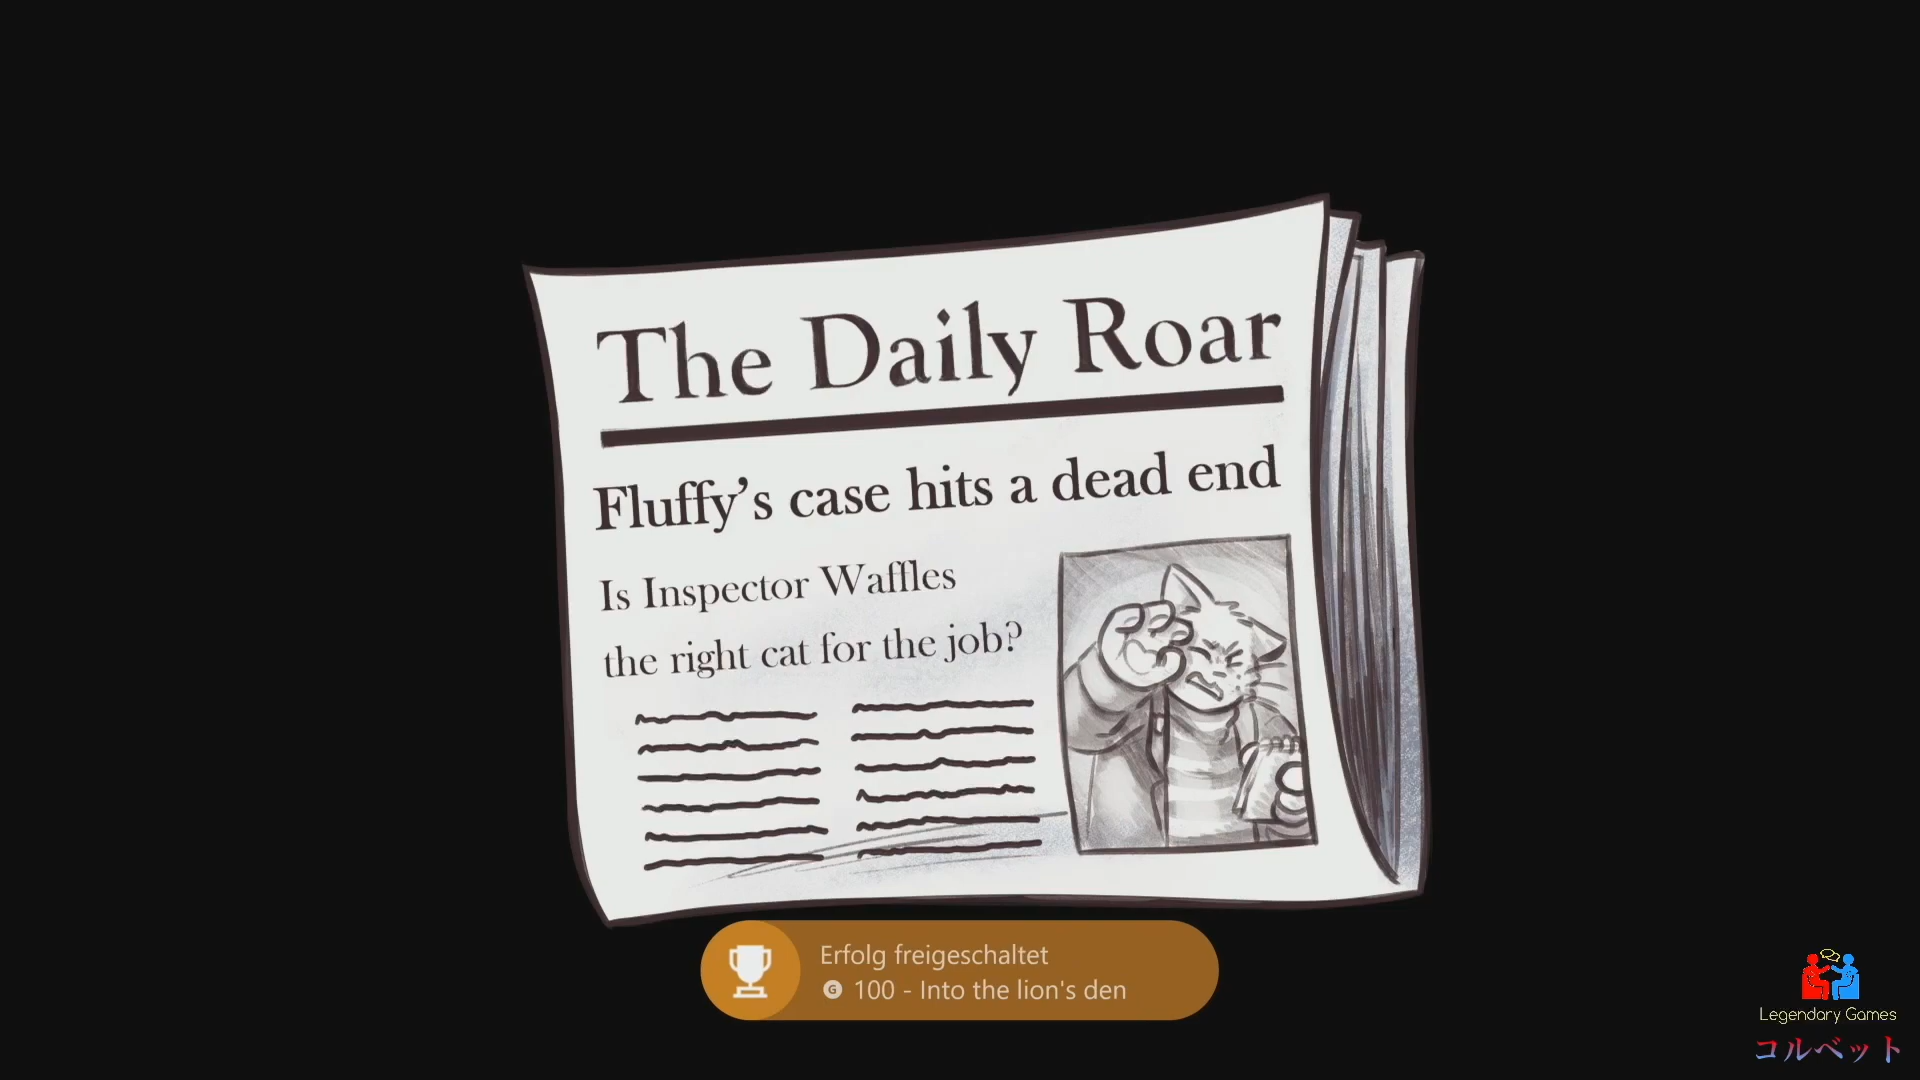 The Daily Roar
Fluffy’s case hits a dead end
Is Inspector Waffles
the right cat for the job?
Erfolg freigeschaltet
G 100 - Into the lion's den
Legendary Games
コルベット